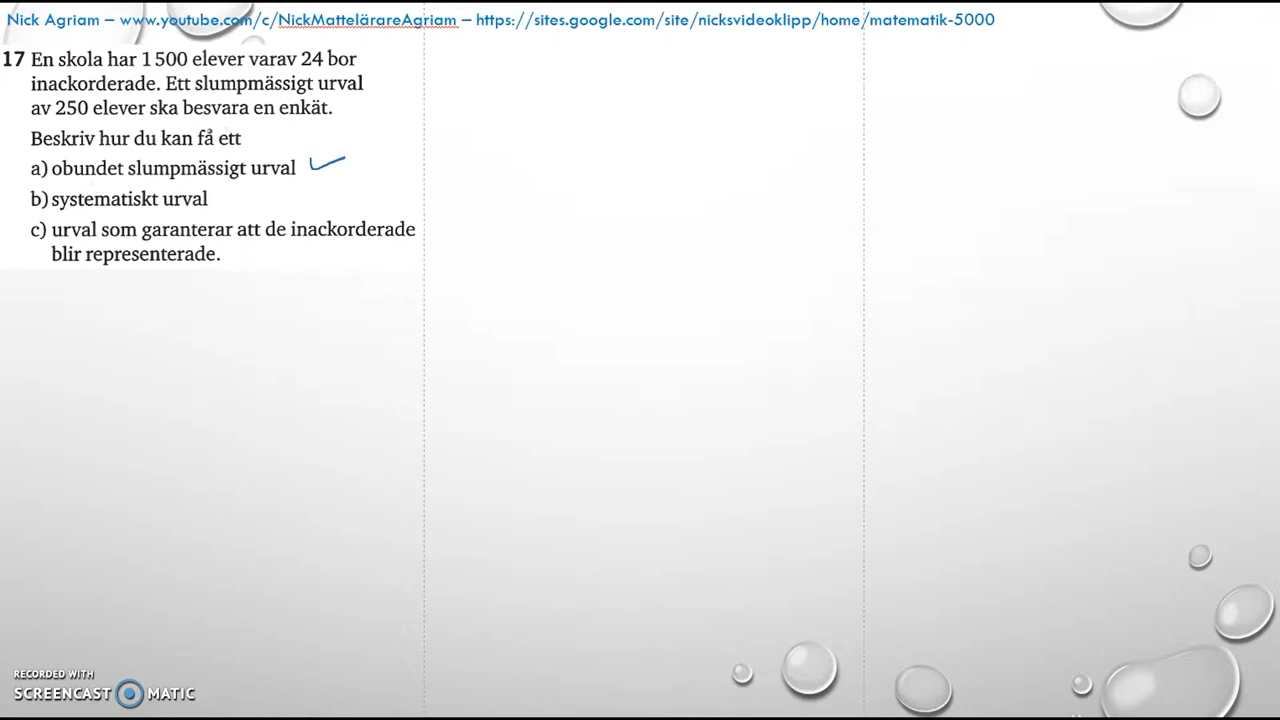 Nick Agriam – www.youtube.com/c/NickMattelärareAgriam – https://sites.google.com/site/nicksvideoklipp/home/matematik-5000
17 En skola har 1 500 elever varav 24 bor
inackorderade. Ett slumpmässigt urval
av 250 elever ska besvara en enkät.
Beskriv hur du kan få ett
a) obundet slumpmässigt urval
b) systematiskt urval
c) urval som garanterar att de inackorderade
blir representerade.
RECORDED WITH
SCREENCAST MATIC